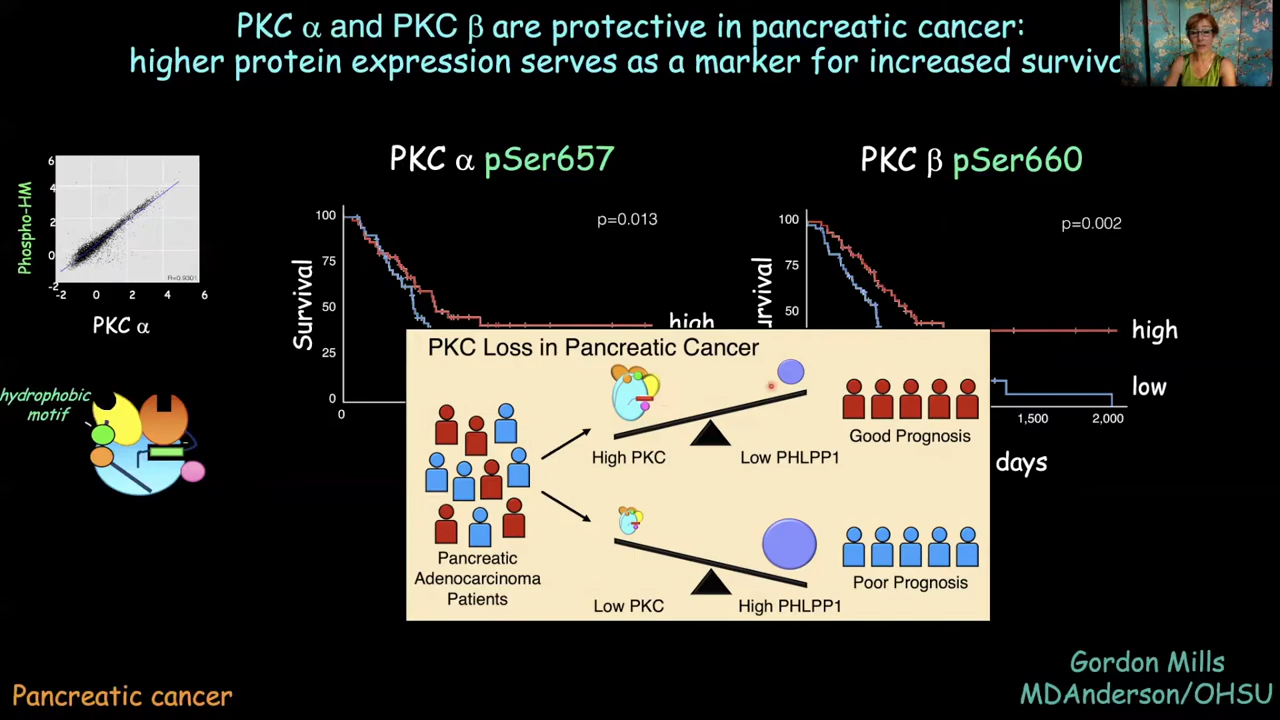 PKC α and PKC β are protective in pancreatic cancer:
higher protein expression serves as a marker for increased
PKC α pSer657
PKC β pSer660
6
4
2
0
-2
Phospho-HM
R=0.9301
-2 0 2 4 6
PKC α
hydrophobic
motif
Survival
100
75
50
25
0
0
p=0.013
high
100
75
50
p=0.002
high
low
1,500 2,000
days
PKC Loss in Pancreatic Cancer
Pancreatic
Adenocarcinoma
Patients
High PKC
Low PHLPP1
Good Prognosis
Low PKC
High PHLPP1
Poor Prognosis
Pancreatic cancer
Gordon Mills
MDAnderson/OHSU